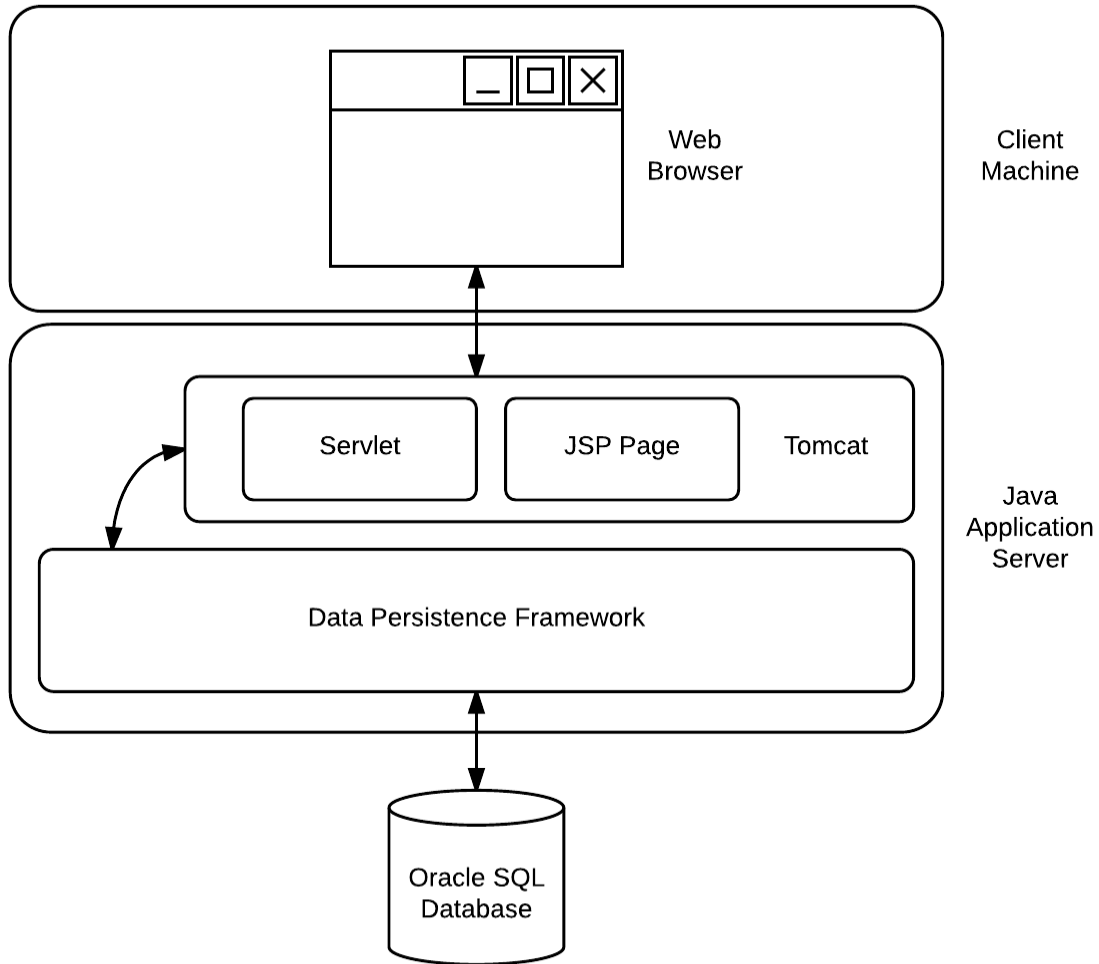 Web
Browser
Client
Machine
Servlet
JSP Page
Tomcat
Java
Application
Server
Data Persistence Framework
Oracle SQL
Database